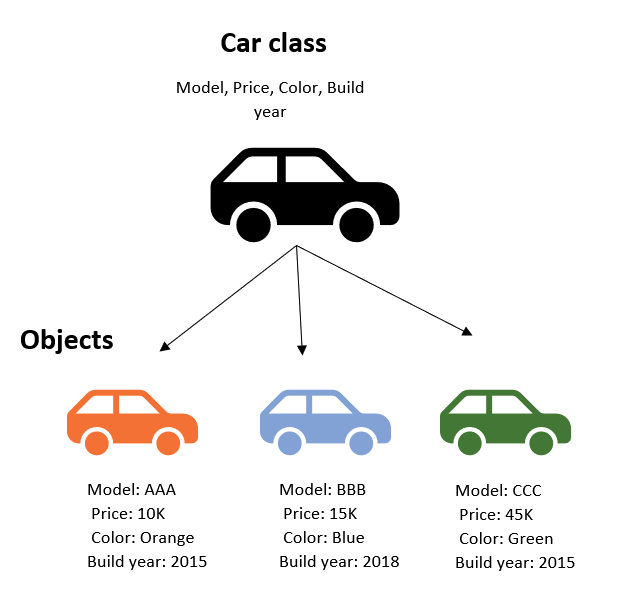 Car class
Model, Price, Color, Build
year
Objects
Model: AAA
Price: 10K
Color: Orange
Build year: 2015
Model: BBB
Price: 15K
Color: Blue
Build year: 2018
Model: CCC
Price: 45K
Color: Green
Build year: 2015